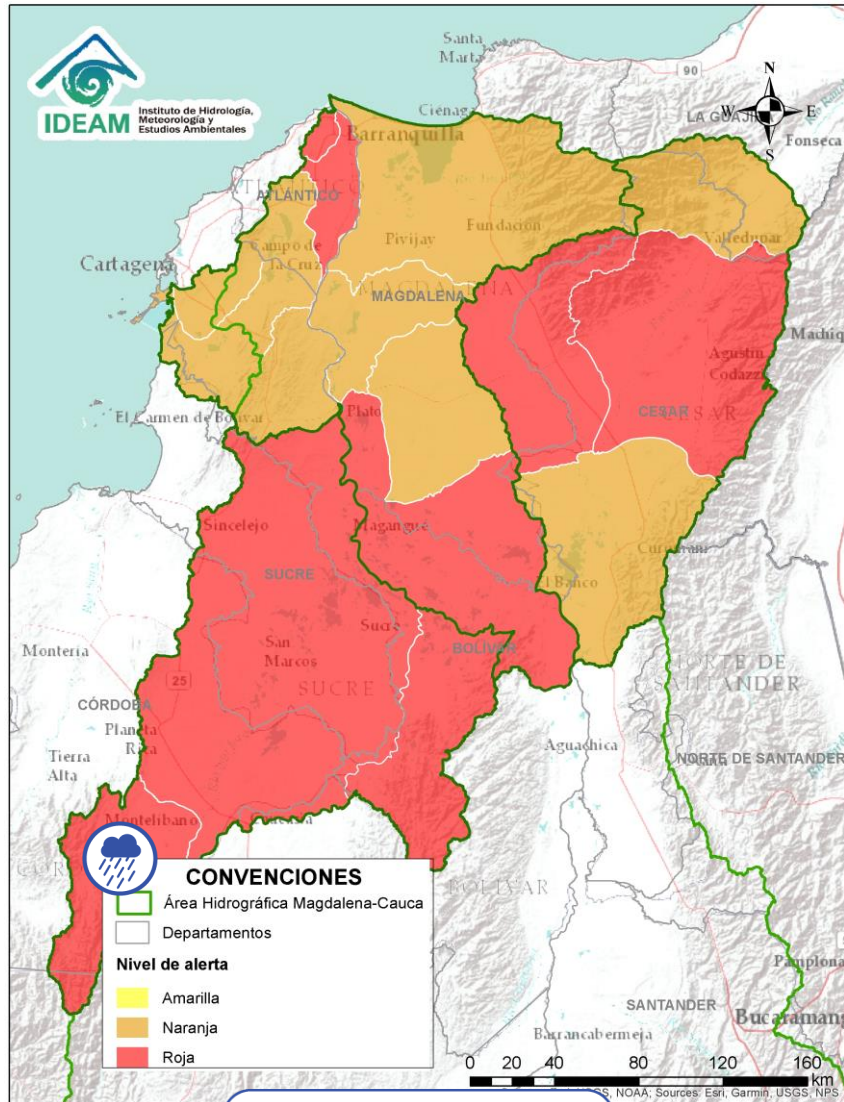 IDEAM
Instituto de Hidrología,
Meteorología y
Estudios Ambientales
Santa
Marta
90
N
W
E
S
Ciénaga
LA GUAJIRA
Fonseca
Barranquilla
ATLÁNTICO
Fundación
Valledupar
Pivijay
Campo de
la Cruz
Cartagena
MAGDALENA
MAGDALENA
Agustín
Codazzi
El Carmen de Bolívar
Plato
CESAR
CESAR
Sincelejo
Magangué
SUCRE
El Banco
Sucre
BOLÍVAR
Montería
San
Marcos
25
SUCRE
NORTE DE
SANTANDER
CÓRDOBA
Planeta
Rica
Aguachica
Tierra
Alta
NORTE DE SANTANDER
Montelibano
BOLÍVAR
CONVENCIONES
Área Hidrográfica Magdalena-Cauca
Departamentos
Nivel de alerta
Amarilla
Naranja
Roja
Pamplona
SANTANDER
Barrancabermeja
0 20 40 80 120 160
km
NOAA; Sources: Esri, Garmin, USGS, NPS